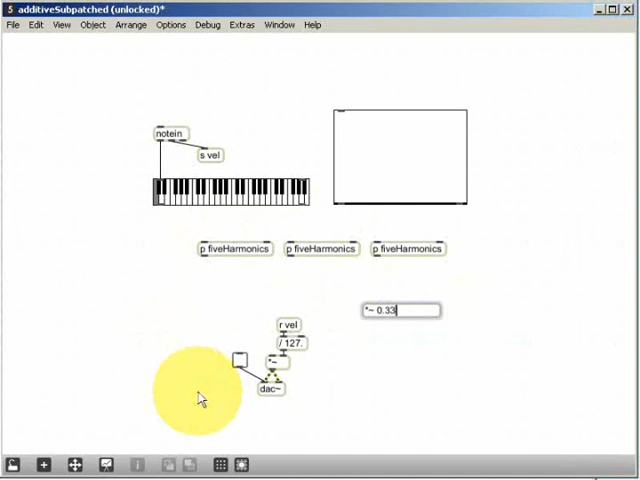 5 additiveSubpatched (unlocked)*
File Edit View Object Arrange Options Debug Extras Window Help
notein
s vel
p fiveHarmonics p fiveHarmonics p fiveHarmonics
*~ 0.33
r vel
/ 127.
*~
dac~